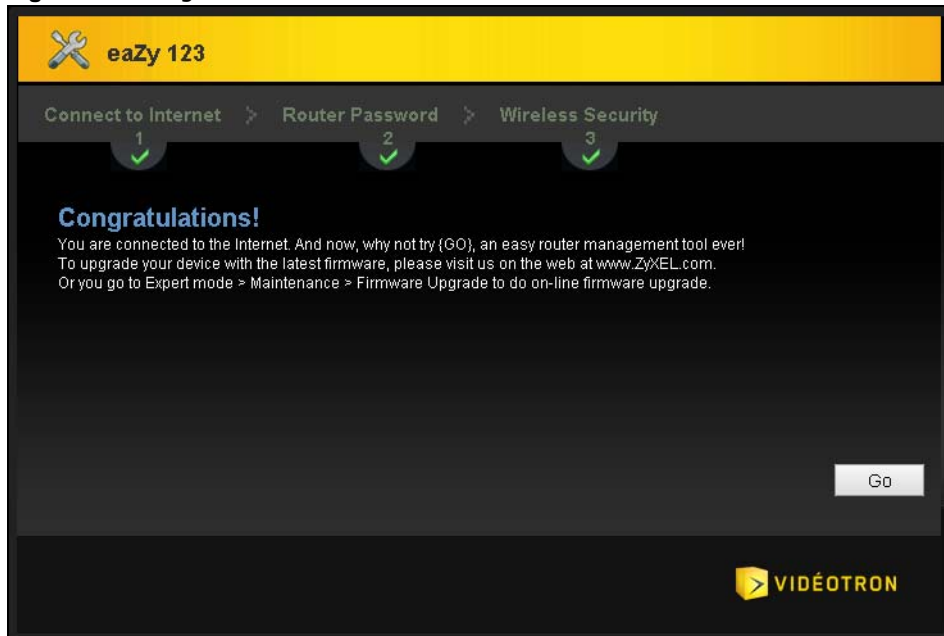 eaZy 123
Connect to Internet > Router Password > Wireless Security
1 2 3
Congratulations!
You are connected to the Internet. And now, why not try {GO}, an easy router management tool ever!
To upgrade your device with the latest firmware, please visit us on the web at www.ZyXEL.com.
Or you go to Expert mode > Maintenance > Firmware Upgrade to do on-line firmware upgrade.
Go
VIDÉOTRON